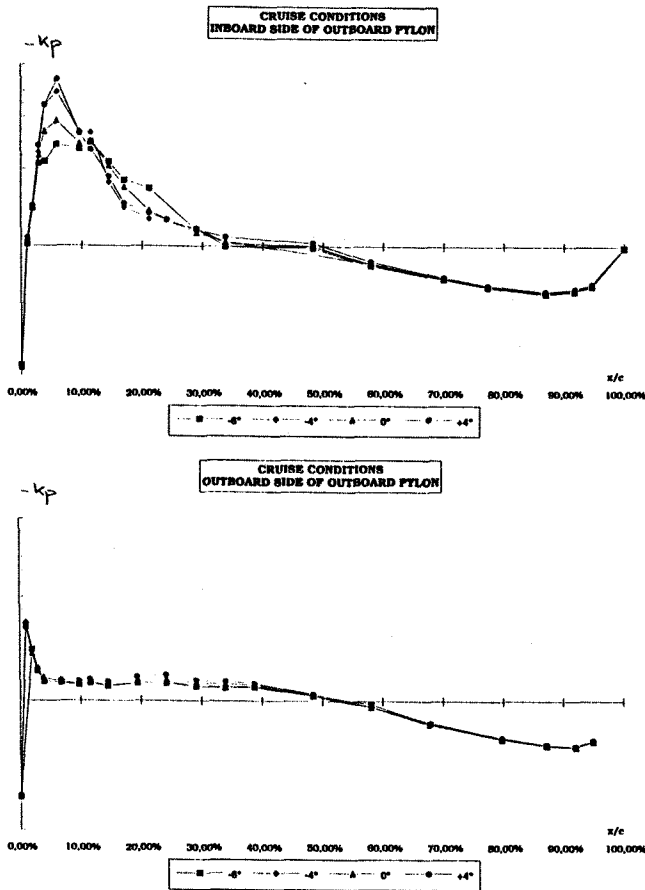 CRUISE CONDITIONS
INBOARD SIDE OF OUTBOARD PYLON
-Kp
x/c
0,00% 10,00% 20,00% 30,00% 40,00% 50,00% 60,00% 70,00% 80,00% 90,00% 100,00%
-6° -4° 0° +4°
CRUISE CONDITIONS
OUTBOARD SIDE OF OUTBOARD PYLON
-Kp
x/c
0,00% 10,00% 20,00% 30,00% 40,00% 50,00% 60,00% 70,00% 80,00% 90,00% 100,00%
-6° -4° 0° +4°